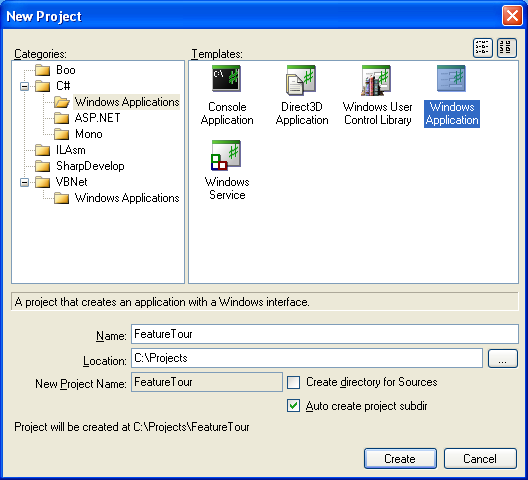 New Project
Categories:
Templates:
Boo
C#
Windows Applications
ASP.NET
Mono
ILAsm
SharpDevelop
VBNet
Windows Applications
Console
Application
Direct3D
Application
Windows User
Control Library
Windows
Application
Windows
Service
A project that creates an application with a Windows interface.
Name: FeatureTour
Location: C:\Projects ...
New Project Name: FeatureTour Create directory for Sources
Auto create project subdir
Project will be created at C:\Projects\FeatureTour
Create Cancel